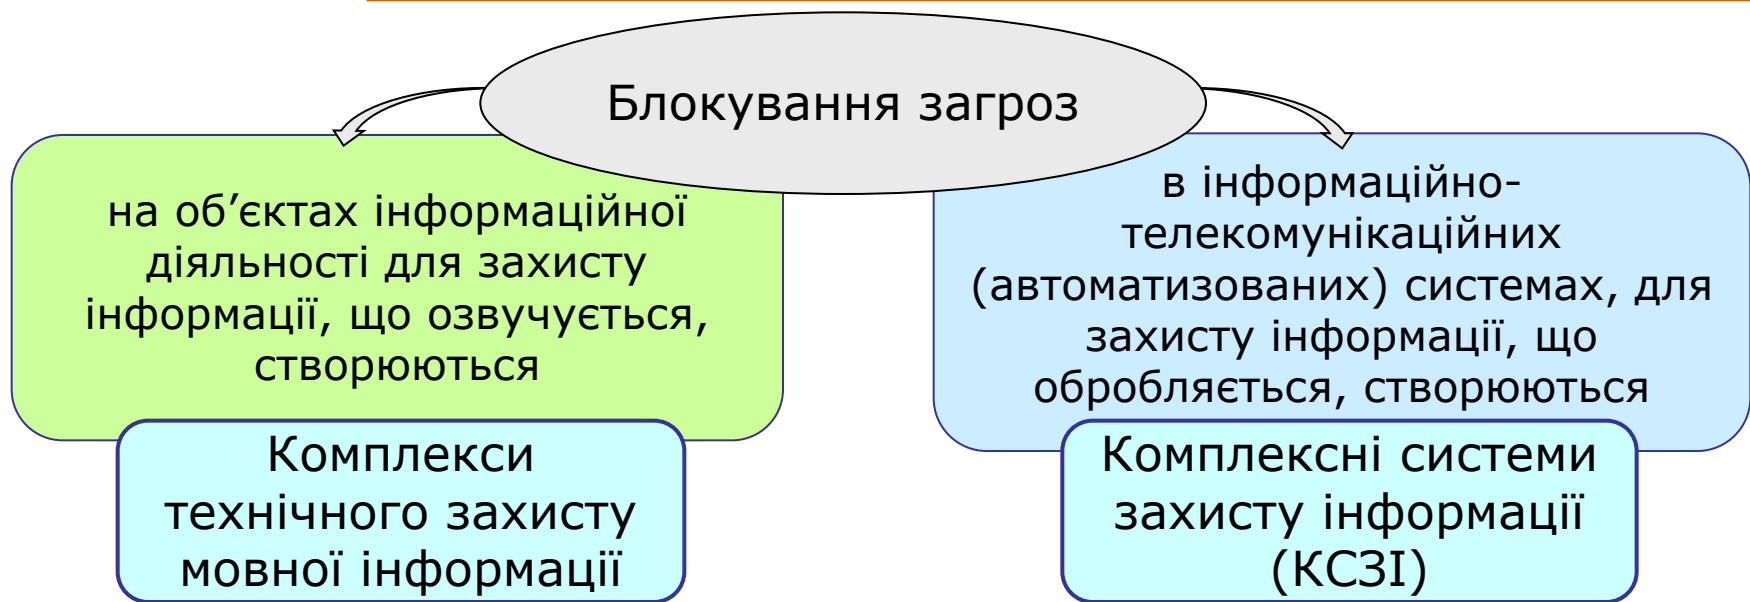 Блокування загроз
на об’єктах інформаційної
діяльності для захисту
інформації, що озвучується,
створюються
Комплекси
технічного захисту
мовної інформації
в інформаційно-
телекомунікаційних
(автоматизованих) системах, для
захисту інформації, що
обробляється, створюються
Комплексні системи
захисту інформації
(КСЗІ)